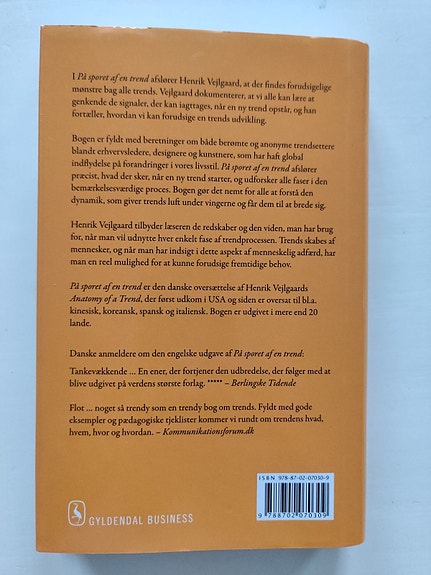 I På sporet af en trend afslører Henrik Vejlgaard, at der findes forudsigelige
mønstre bag alle trends. Vejlgaard dokumenterer, at vi alle kan lære at
genkende de signaler, der kan iagttages, når en ny trend opstår, og han
fortæller, hvordan vi kan forudsige en trends udvikling.
Bogen er fyldt med beretninger om både berømte og anonyme trendsettere
blandt erhvervsledere, designere og kunstnere, som har haft global
indflydelse på forandringer i vores livsstil. På sporet af en trend afslører
præcist, hvad der sker, når en ny trend starter, og udforsker alle faser i den
bemærkelsesværdige proces. Bogen gør det nemt for alle at forstå den
dynamik, som giver trends luft under vingerne og får dem til at brede sig.
Henrik Vejlgaard tilbyder læseren de redskaber og den viden, man har brug
for, når man vil udnytte hver enkelt fase af trendprocessen. Trends skabes af
mennesker, og når man har indsigt i dette aspekt af menneskelig adfærd, har
man en reel mulighed for at kunne forudsige fremtidige behov.
På sporet af en trend er den danske oversættelse af Henrik Vejlgaards
Anatomy of a Trend, der først udkom i USA og siden er oversat til bl.a.
kinesisk, koreansk, spansk og italiensk. Bogen er udgivet i mere end 20
lande.
Danske anmeldere om den engelske udgave af På sporet af en trend:
Tankevækkende ... En ener, der fortjener den udbredelse, der følger med at
blive udgivet på verdens største forlag. ***** – Berlingske Tidende
Flot ... noget så trendy som en trendy bog om trends. Fyldt med gode
eksempler og pædagogiske tjeklister kommer vi rundt om trendens hvad,
hvem, hvor og hvordan. – Kommunikationsforum.dk
ISBN 978-87-02-07030-9
9 788702 070309
GYLDENDAL BUSINESS